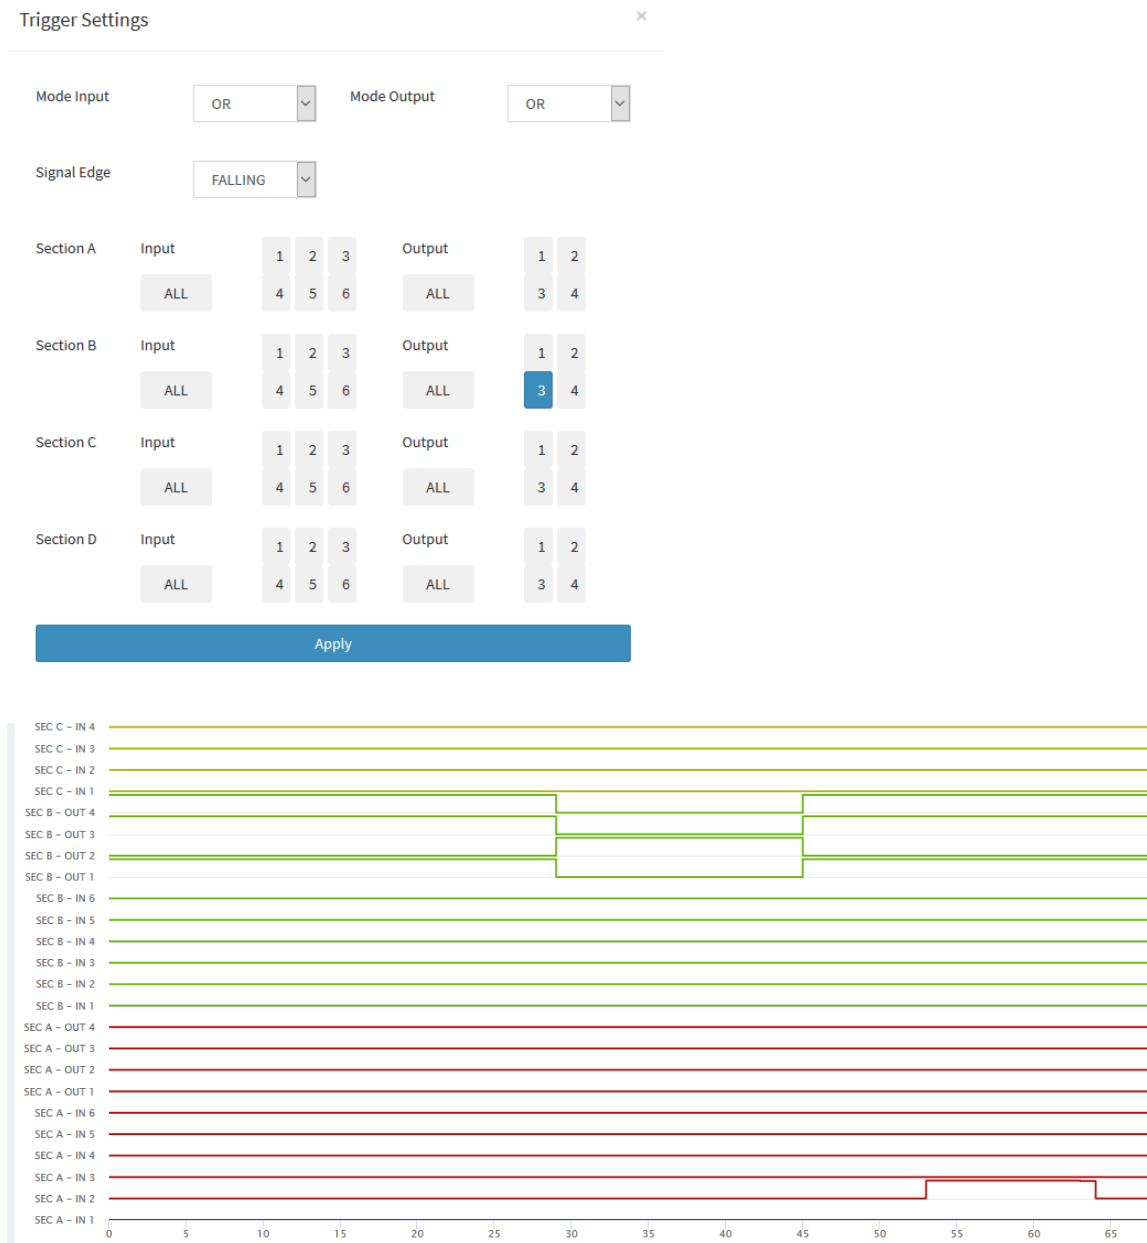 Trigger Settings ×
Mode Input OR Mode Output OR
Signal Edge FALLING
Section A Input 1 2 3 Output 1 2
ALL 4 5 6 ALL 3 4
Section B Input 1 2 3 Output 1 2
ALL 4 5 6 ALL 3 4
Section C Input 1 2 3 Output 1 2
ALL 4 5 6 ALL 3 4
Section D Input 1 2 3 Output 1 2
ALL 4 5 6 ALL 3 4
Apply
SEC C – IN 4
SEC C – IN 3
SEC C – IN 2
SEC C – IN 1
SEC B – OUT 4
SEC B – OUT 3
SEC B – OUT 2
SEC B – OUT 1
SEC B – IN 6
SEC B – IN 5
SEC B – IN 4
SEC B – IN 3
SEC B – IN 2
SEC B – IN 1
SEC A – OUT 4
SEC A – OUT 3
SEC A – OUT 2
SEC A – OUT 1
SEC A – IN 6
SEC A – IN 5
SEC A – IN 4
SEC A – IN 3
SEC A – IN 2
SEC A – IN 1
0 5 10 15 20 25 30 35 40 45 50 55 60 65